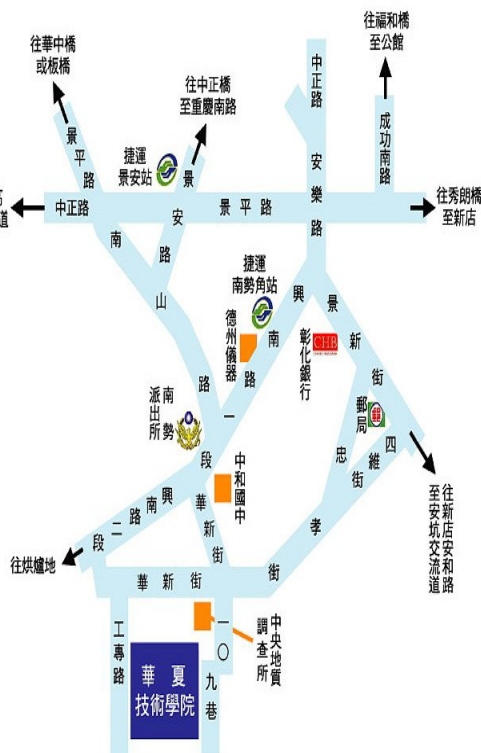 往華中橋
或板橋
往中正橋
至重慶南路
中正路
往福和橋
至公館
成功南路
景平路
捷運
景安站
景安路
安樂路
道
中正路
景平路
往秀朗橋
至新店
南山路
捷運
南勢角站
德州儀器
興南路一段
CHB
彰化銀行
景新街
郵局
南勢
派出所
中和國中
四維街
忠孝街
往新店安和路
至安坑交流道
興南路二段
華新街
往烘爐地
華新街
工專路
一〇九巷
中央地質
調查所
華夏
技術學院